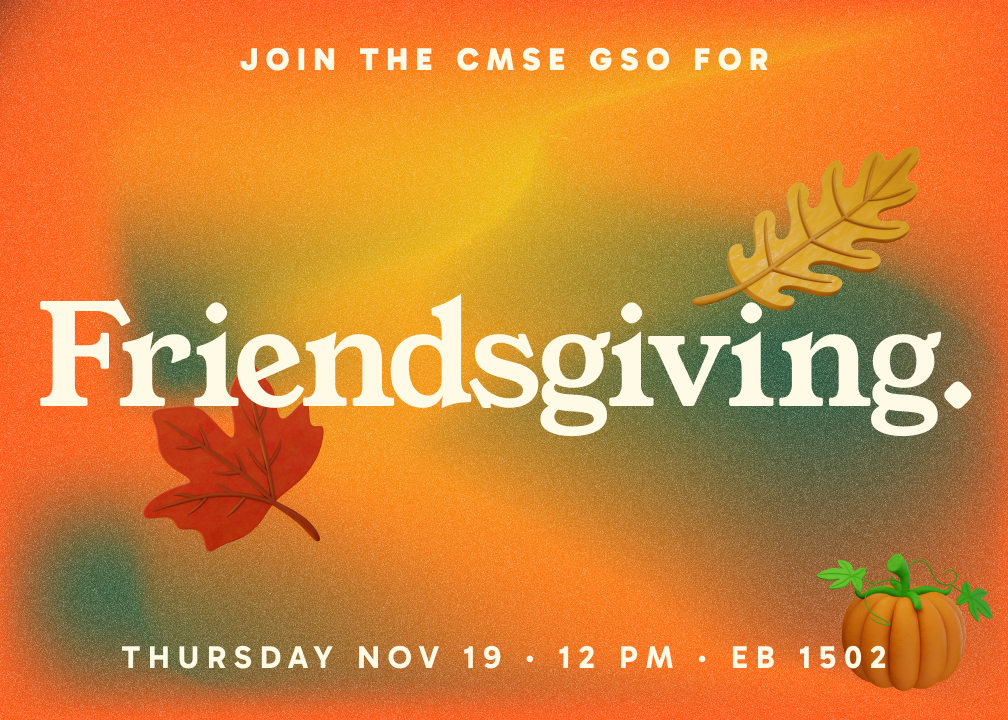 JOIN THE CMSE GSO FOR
Friendsgiving.
THURSDAY NOV 19 • 12 PM • EB 1502